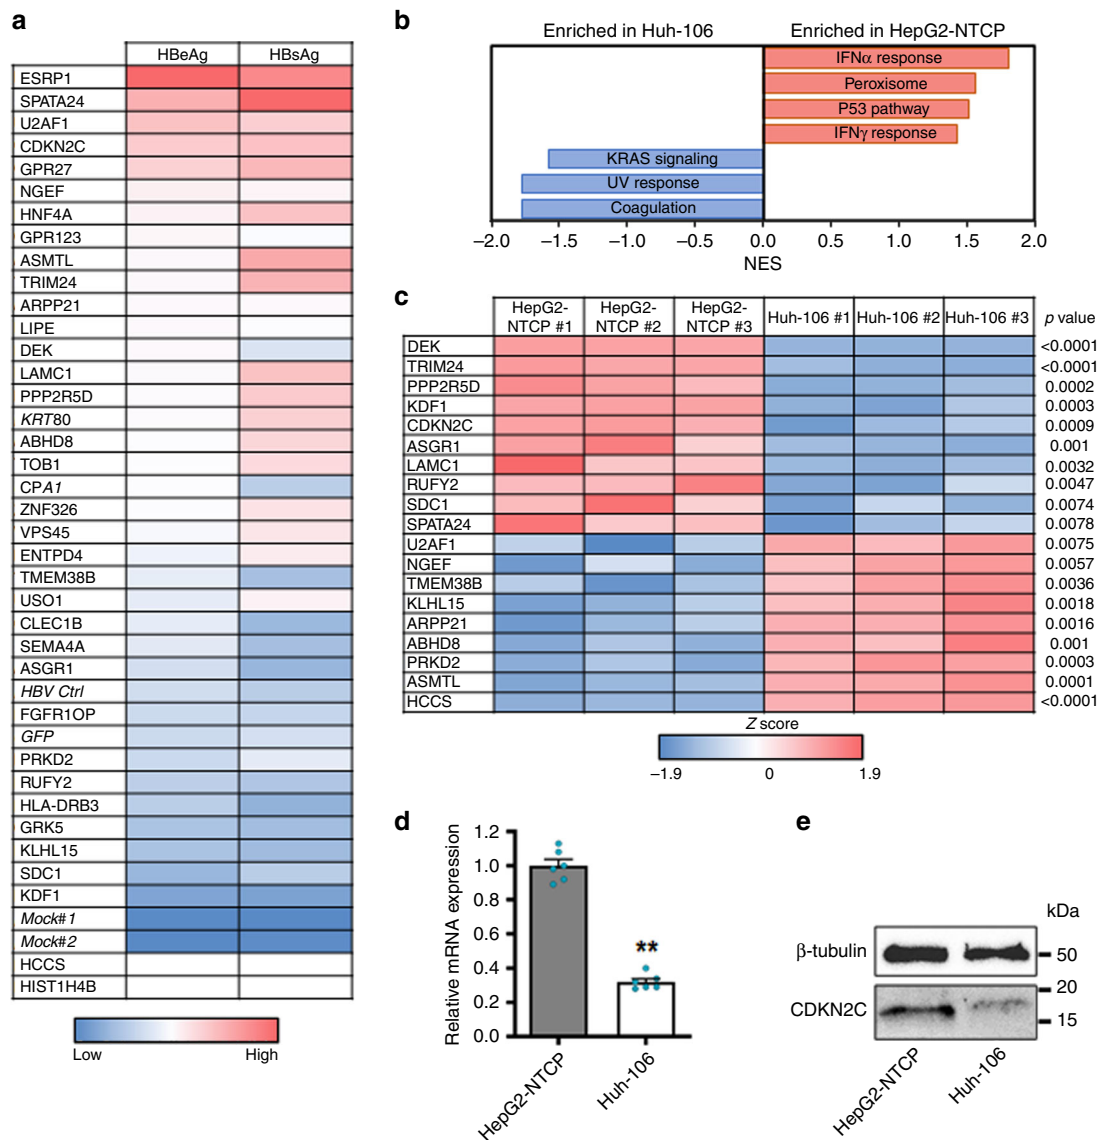 a
HBeAg HBsAg
ESRP1
SPATA24
U2AF1
CDKN2C
GPR27
NGEF
HNF4A
GPR123
ASMTL
TRIM24
ARPP21
LIPE
DEK
LAMC1
PPP2R5D
KRT80
ABHD8
TOB1
CPA1
ZNF326
VPS45
ENTPD4
TMEM38B
USO1
CLEC1B
SEMA4A
ASGR1
HBV Ctrl
FGFR1OP
GFP
PRKD2
RUFY2
HLA-DRB3
GRK5
KLHL15
SDC1
KDF1
Mock#1
Mock#2
HCCS
HIST1H4B
Low High
b
Enriched in Huh-106 Enriched in HepG2-NTCP
IFNα response
Peroxisome
P53 pathway
IFNγ response
KRAS signaling
UV response
Coagulation
−2.0 −1.5 −1.0 −0.5 0.0 0.5 1.0 1.5 2.0
NES
c
HepG2-NTCP #1 HepG2-NTCP #2 HepG2-NTCP #3 Huh-106 #1 Huh-106 #2 Huh-106 #3 p value
DEK <0.0001
TRIM24 <0.0001
PPP2R5D 0.0002
KDF1 0.0003
CDKN2C 0.0009
ASGR1 0.001
LAMC1 0.0032
RUFY2 0.0047
SDC1 0.0074
SPATA24 0.0078
U2AF1 0.0075
NGEF 0.0057
TMEM38B 0.0036
KLHL15 0.0018
ARPP21 0.0016
ABHD8 0.001
PRKD2 0.0003
ASMTL 0.0001
HCCS <0.0001
Z score
−1.9 0 1.9
d
Relative mRNA expression
1.2
1.0
0.8
0.6
0.4
0.2
0.0
**
HepG2-NTCP
Huh-106
e
kDa
β-tubulin 50
20
CDKN2C
15
HepG2-NTCP
Huh-106